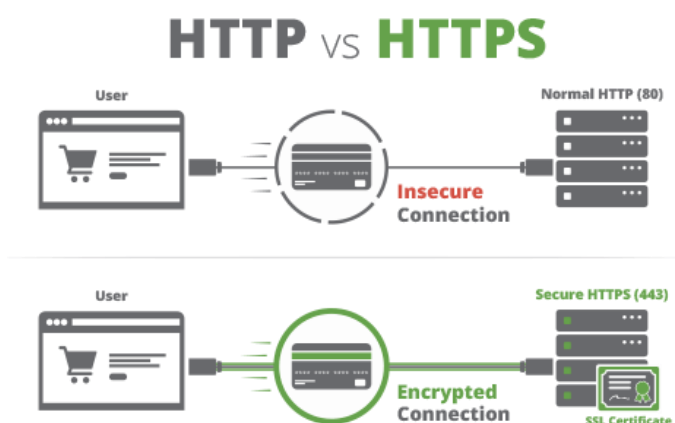 HTTP vs HTTPS
User
Normal HTTP (80)
Insecure
Connection
User
Secure HTTPS (443)
Encrypted
Connection
SSL Certificate